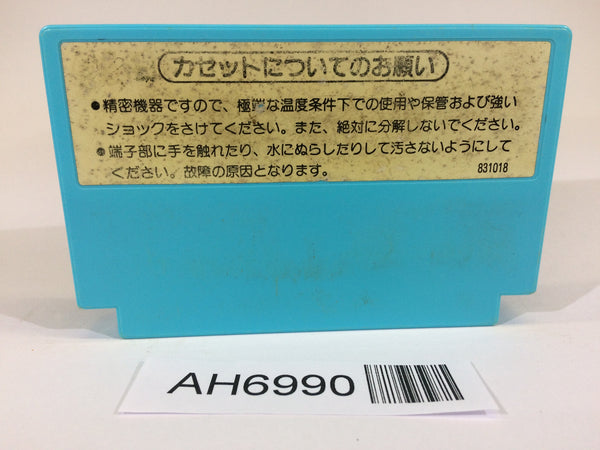 カセットについてのお願い
●精密機器ですので、極端な温度条件下での使用や保管および強い
ショックをさけてください。また、絶対に分解しないでください。
●端子部に手を触れたり、水にぬらしたりして汚さないようにして
ください。故障の原因となります。
831018
AH6990